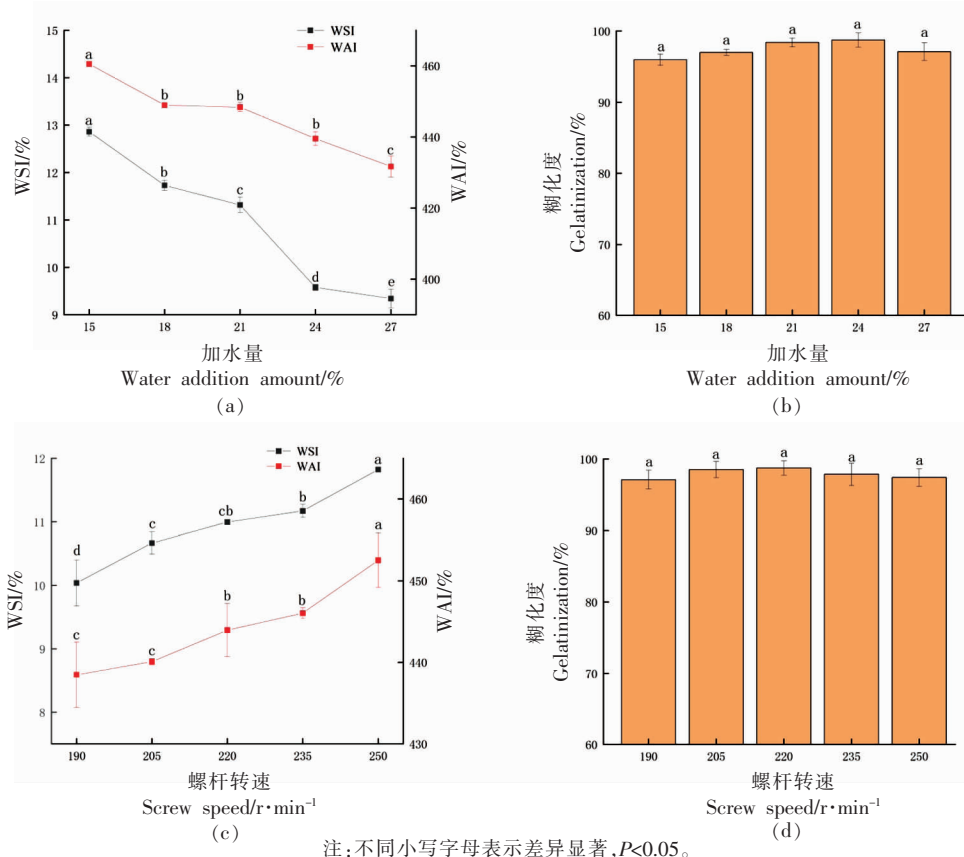 WSI
WAI
15
14
13
12
11
10
9
WSI/%
460
440
420
400
WAI/%
a
b
b
b
c
a
b
c
d
e
15
18
21
24
27
加水量
Water addition amount/%
(a)
100
90
80
70
60
糊化度
Gelatinization/%
a
a
a
a
a
15
18
21
24
27
加水量
Water addition amount/%
(b)
WSI
WAI
12
11
10
9
8
WSI/%
460
450
440
430
WAI/%
d
c
cb
b
a
c
c
b
b
a
190
205
220
235
250
螺杆转速
Screw speed/r·min⁻¹
(c)
100
90
80
70
60
糊化度
Gelatinization/%
a
a
a
a
a
190
205
220
235
250
螺杆转速
Screw speed/r·min⁻¹
(d)
注:不同小写字母表示差异显著,P<0.05。